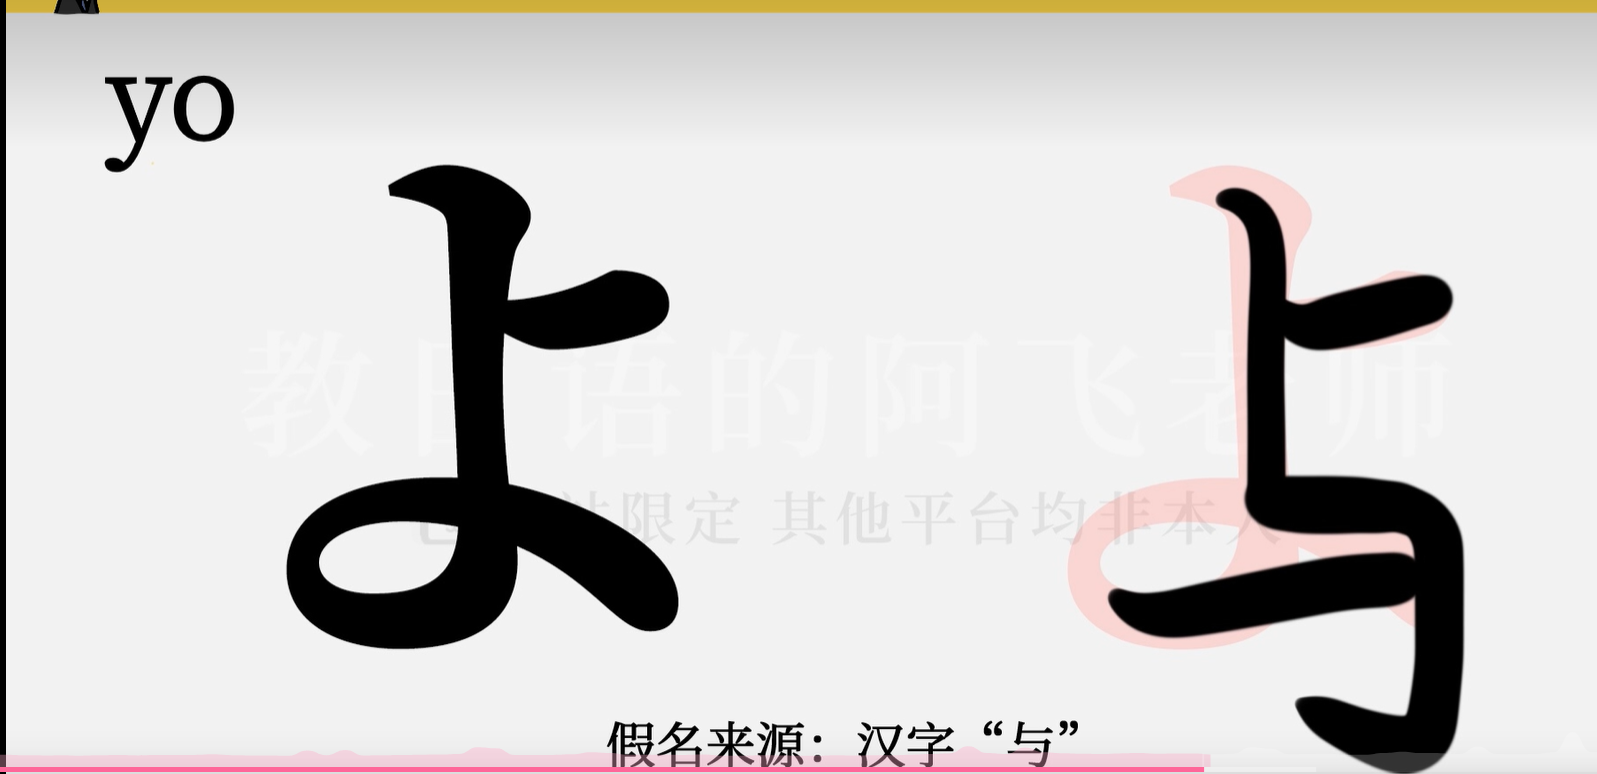 yo
よ 与
教日语的阿飞老师
站限定 其他平台均非本人
假名来源：汉字“与”